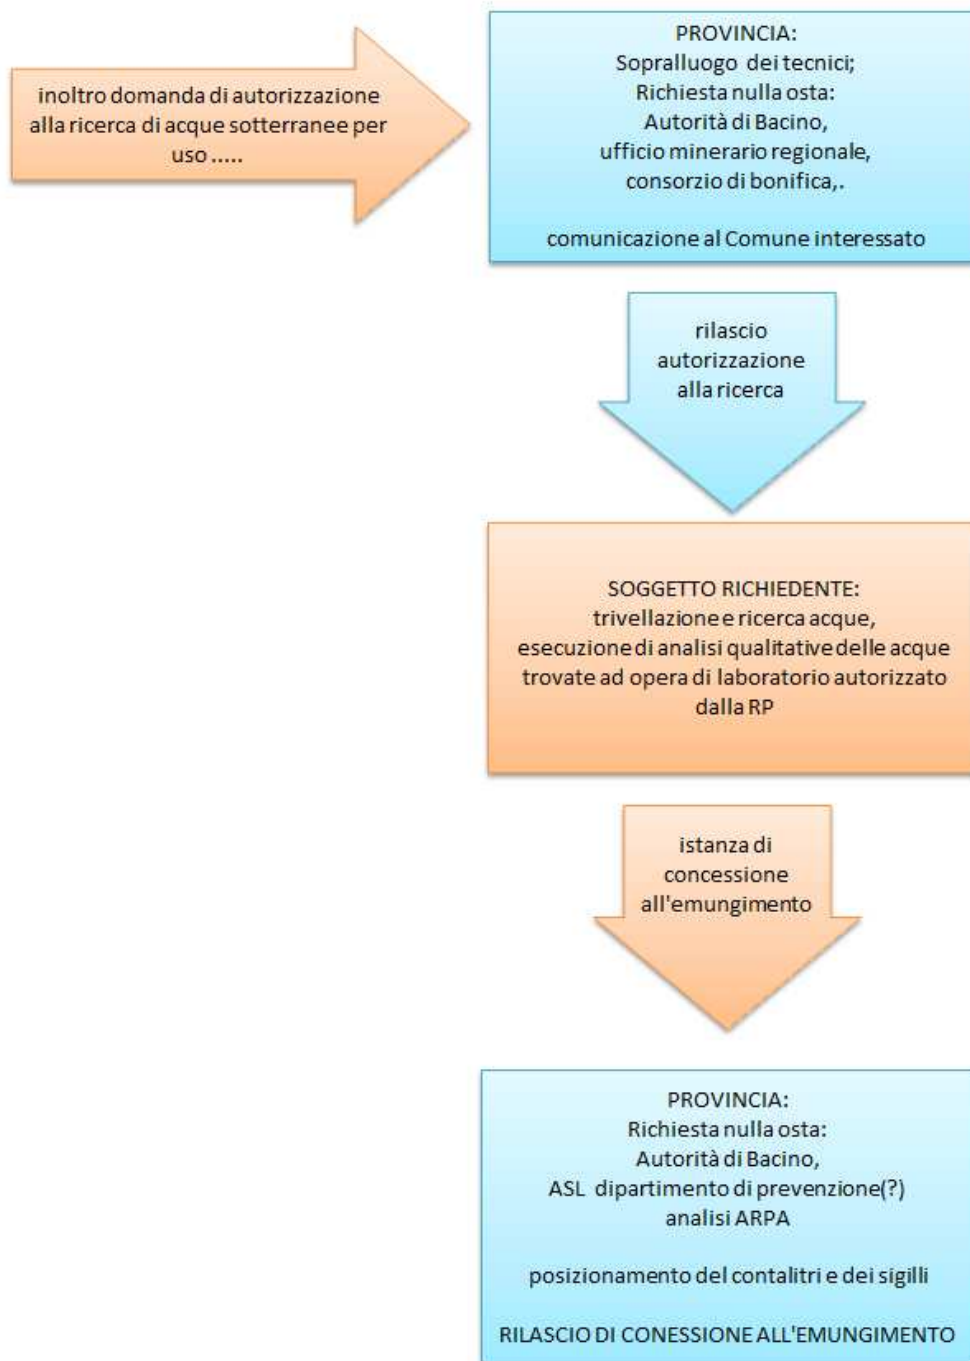 inoltro domanda di autorizzazione
alla ricerca di acque sotterranee per
uso .....
PROVINCIA:
Sopralluogo dei tecnici;
Richiesta nulla osta:
Autorità di Bacino,
ufficio minerario regionale,
consorzio di bonifica,.
comunicazione al Comune interessato
rilascio
autorizzazione
alla ricerca
SOGGETTO RICHIEDENTE:
trivellazione e ricerca acque,
esecuzione di analisi qualitative delle acque
trovate ad opera di laboratorio autorizzato
dalla RP
istanza di
concessione
all'emungimento
PROVINCIA:
Richiesta nulla osta:
Autorità di Bacino,
ASL dipartimento di prevenzione(?)
analisi ARPA
posizionamento del contalitri e dei sigilli
RILASCIO DI CONESSIONE ALL'EMUNGIMENTO